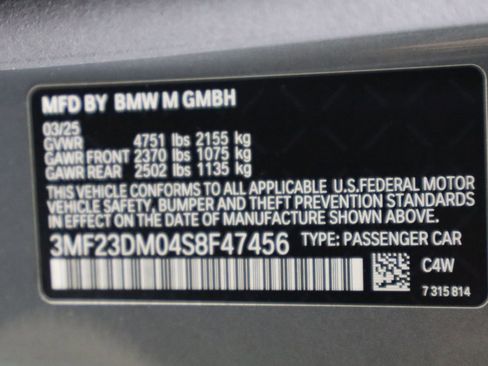 MFD BY BMW M GMBH
03/25
GVWR 4751 lbs 2155 kg
GAWR FRONT 2370 lbs 1075 kg
GAWR REAR 2502 lbs 1135 kg
THIS VEHICLE CONFORMS TO ALL APPLICABLE U.S.FEDERAL MOTOR
VEHICLE SAFETY, BUMPER AND THEFT PREVENTION STANDARDS
IN EFFECT ON THE DATE OF MANUFACTURE SHOWN ABOVE.
3MF23DM04S8F47456 TYPE: PASSENGER CAR
C4W
7 315 814